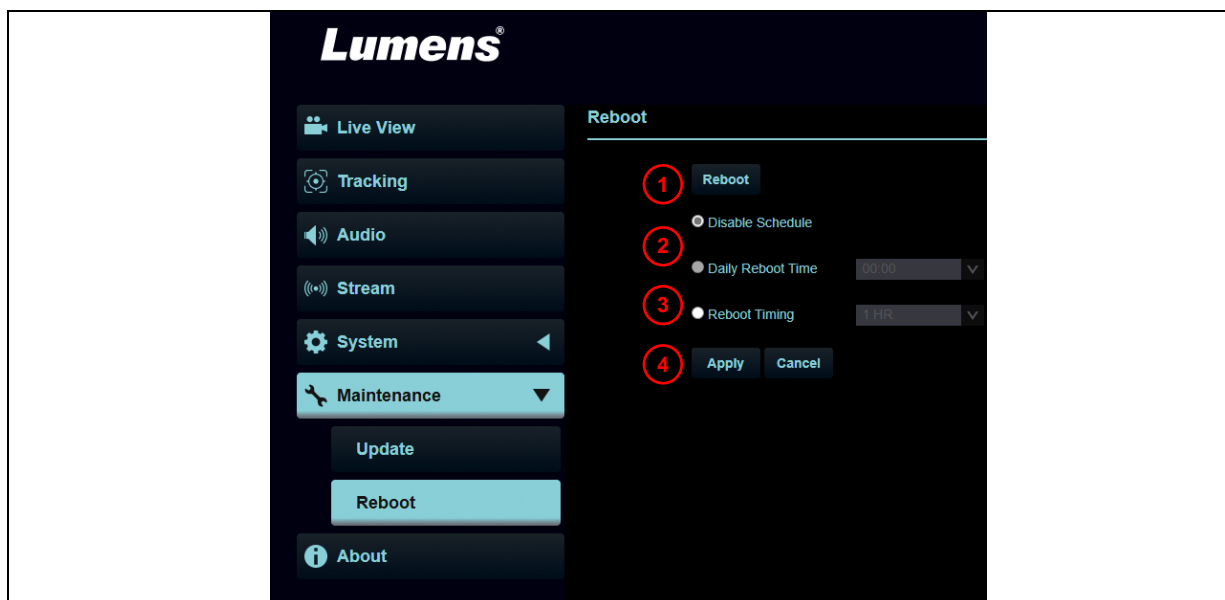 Lumens®
Live View
Tracking
Audio
Stream
System
Maintenance
Update
Reboot
About
Reboot
1 Reboot
Disable Schedule
2
Daily Reboot Time 00:00
3 Reboot Timing 1 HR
4 Apply Cancel